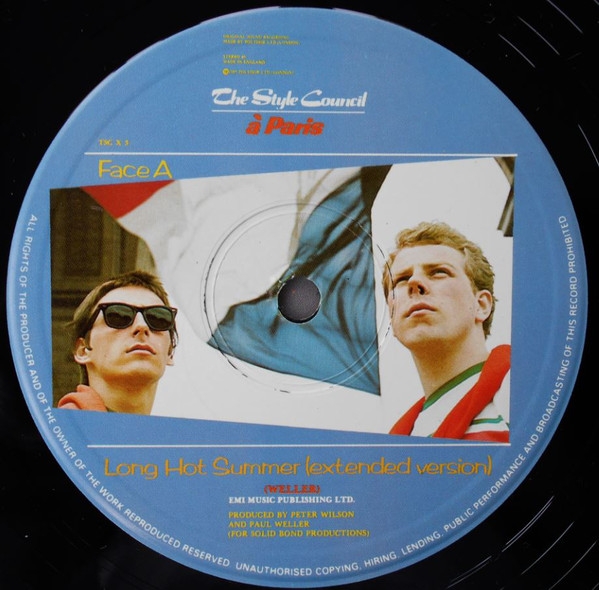 The Style Council
à Paris
TSC X 3
Face A
Long Hot Summer (extended version)
(WELLER)
EMI MUSIC PUBLISHING LTD.
PRODUCED BY PETER WILSON
AND PAUL WELLER
(FOR SOLID BOND PRODUCTIONS)
ALL RIGHTS OF THE PRODUCER AND OF THE OWNER OF THE WORK REPRODUCED RESERVED. UNAUTHORISED COPYING, HIRING, LENDING, PUBLIC PERFORMANCE AND BROADCASTING OF THIS RECORD PROHIBITED